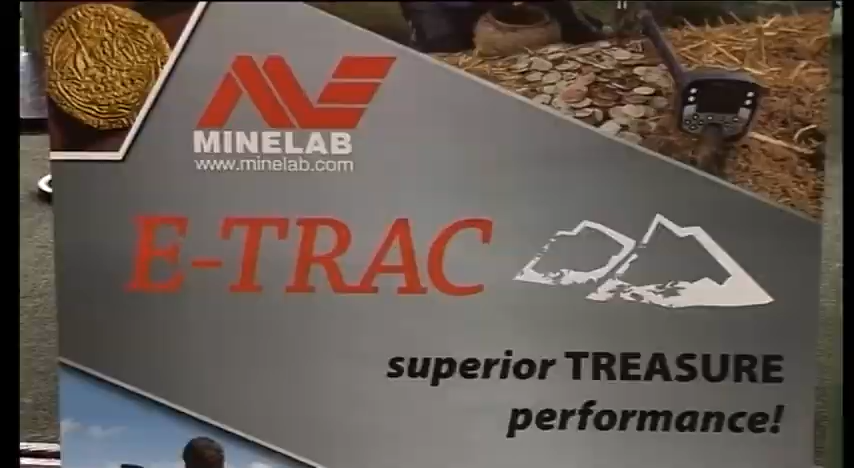 MINELAB
www.minelab.com
E-TRAC
superior TREASURE
performance!